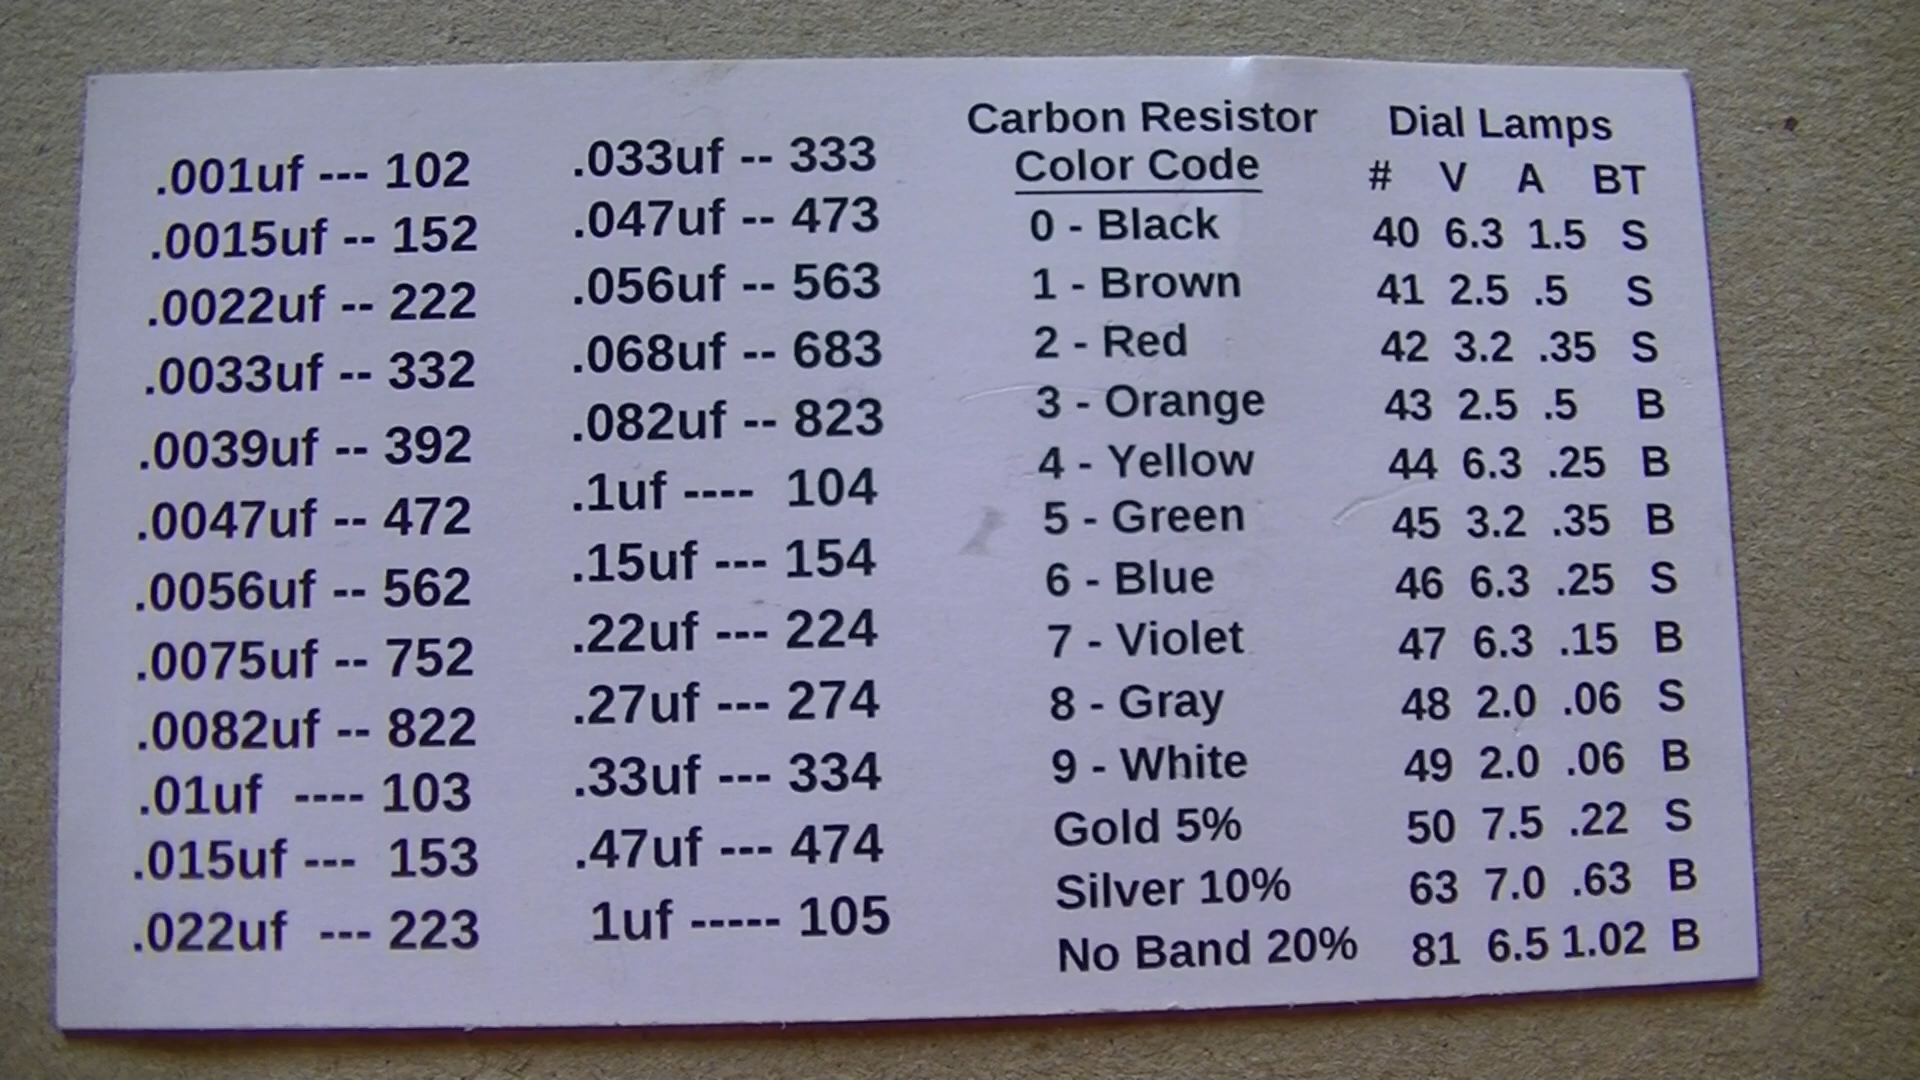 .001uf --- 102
.0015uf -- 152
.0022uf -- 222
.0033uf -- 332
.0039uf -- 392
.0047uf -- 472
.0056uf -- 562
.0075uf -- 752
.0082uf -- 822
.01uf ---- 103
.015uf --- 153
.022uf --- 223
.033uf -- 333
.047uf -- 473
.056uf -- 563
.068uf -- 683
.082uf -- 823
.1uf ---- 104
.15uf --- 154
.22uf --- 224
.27uf --- 274
.33uf --- 334
.47uf --- 474
1uf ----- 105
Carbon Resistor
Color Code
0 - Black
1 - Brown
2 - Red
3 - Orange
4 - Yellow
5 - Green
6 - Blue
7 - Violet
8 - Gray
9 - White
Gold 5%
Silver 10%
No Band 20%
Dial Lamps
# V A BT
40 6.3 1.5 S
41 2.5 .5 S
42 3.2 .35 S
43 2.5 .5 B
44 6.3 .25 B
45 3.2 .35 B
46 6.3 .25 S
47 6.3 .15 B
48 2.0 .06 S
49 2.0 .06 B
50 7.5 .22 S
63 7.0 .63 B
81 6.5 1.02 B